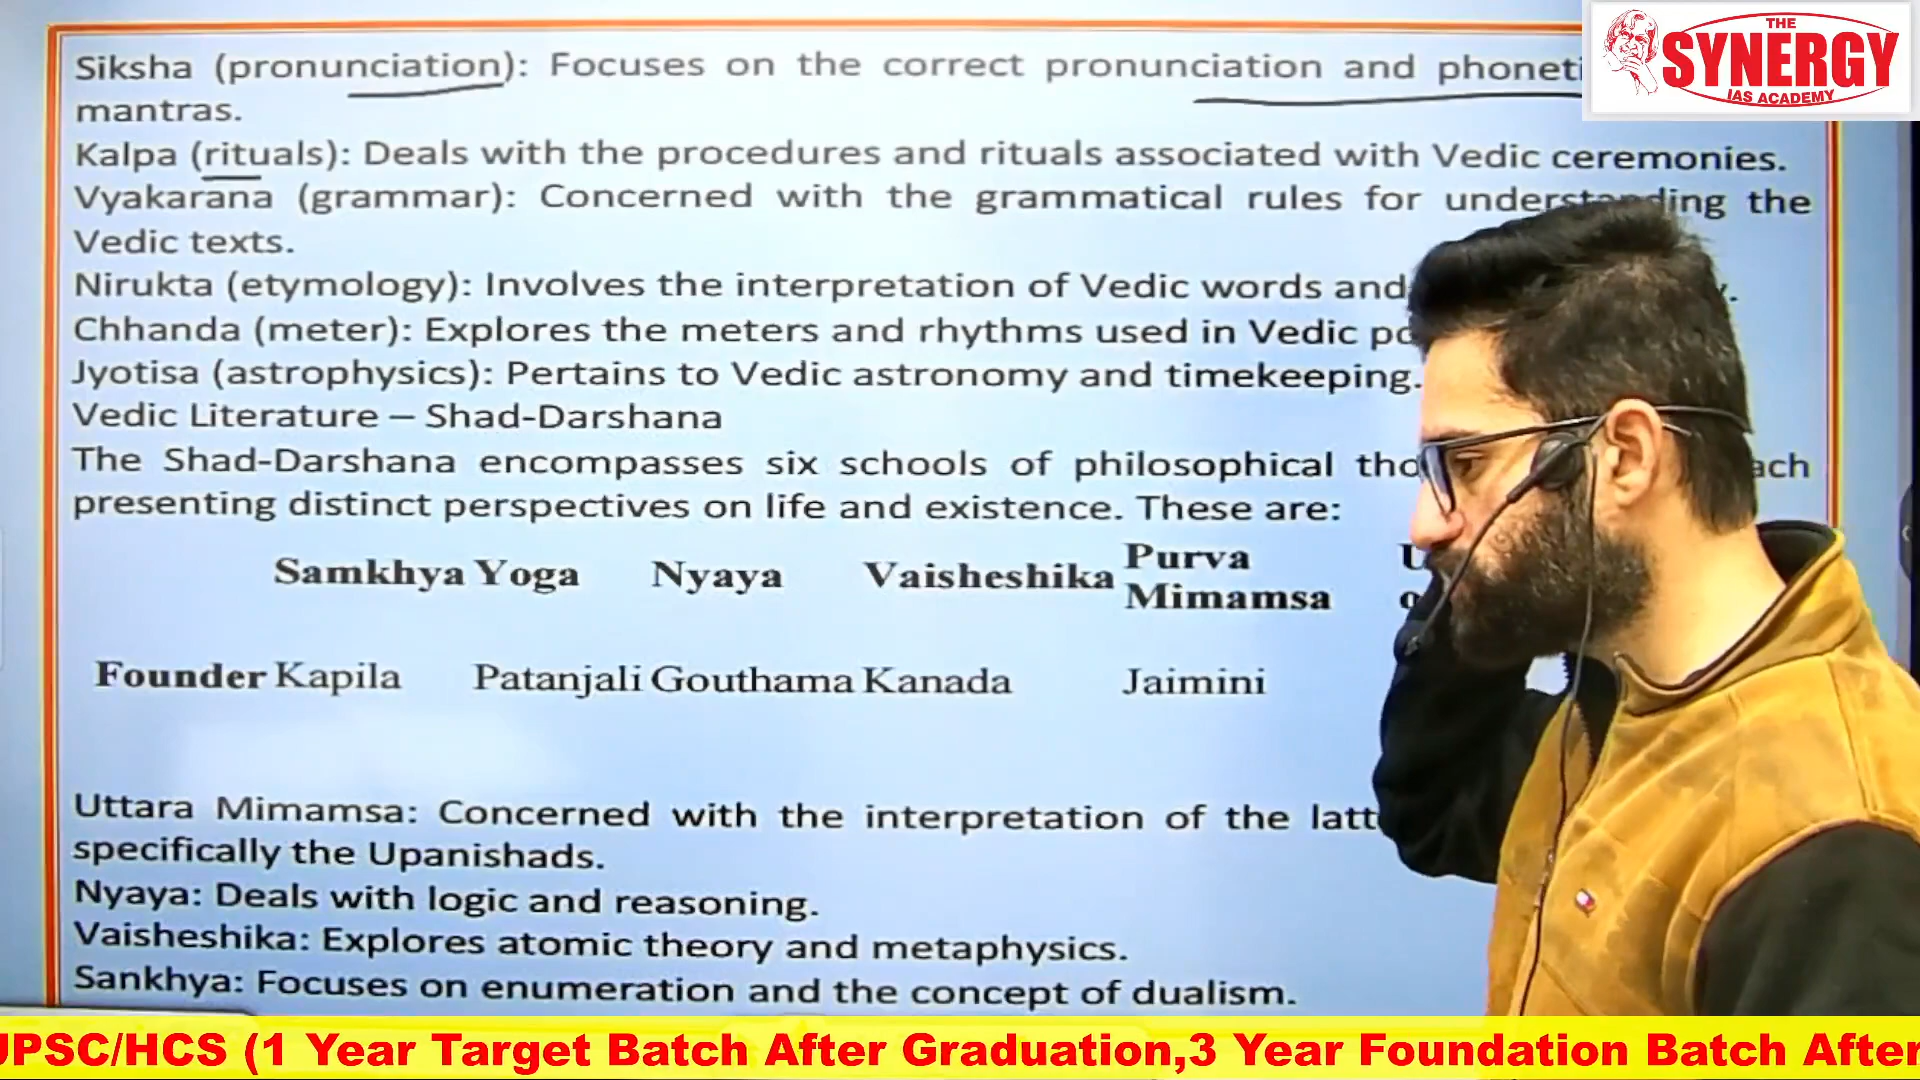 Siksha (pronunciation): Focuses on the correct pronunciation and
mantras.
Kalpa (rituals): Deals with the procedures and rituals associated with Vedic ceremonies.
Vyakarana (grammar): Concerned with the grammatical rules for understanding the
Vedic texts.
Nirukta (etymology): Involves the interpretation of Vedic words and
Chhanda (meter): Explores the meters and rhythms used in Vedic
Jyotisa (astrophysics): Pertains to Vedic astronomy and timekeeping.
Vedic Literature – Shad-Darshana
The Shad-Darshana encompasses six schools of philosophical
presenting distinct perspectives on life and existence. These are:
Samkhya Yoga Nyaya Vaisheshika Purva Mimamsa
Founder Kapila Patanjali Gouthama Kanada Jaimini
Uttara Mimamsa: Concerned with the interpretation of the
specifically the Upanishads.
Nyaya: Deals with logic and reasoning.
Vaisheshika: Explores atomic theory and metaphysics.
Sankhya: Focuses on enumeration and the concept of dualism.
THE
SYNERGY
IAS ACADEMY
UPSC/HCS (1 Year Target Batch After Graduation,3 Year Foundation Batch After